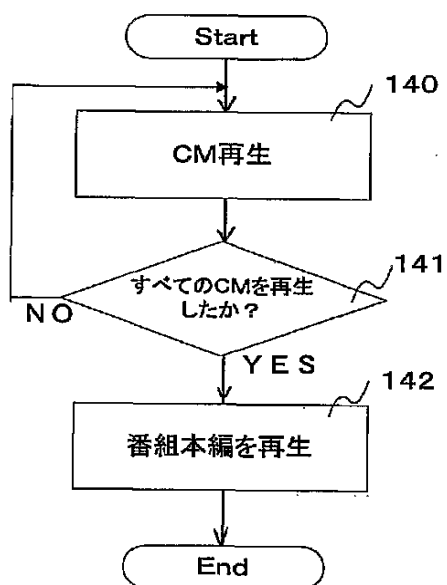 Start
140
CM再生
すべてのCMを再生
したか?
141
NO
YES
142
番組本編を再生
End